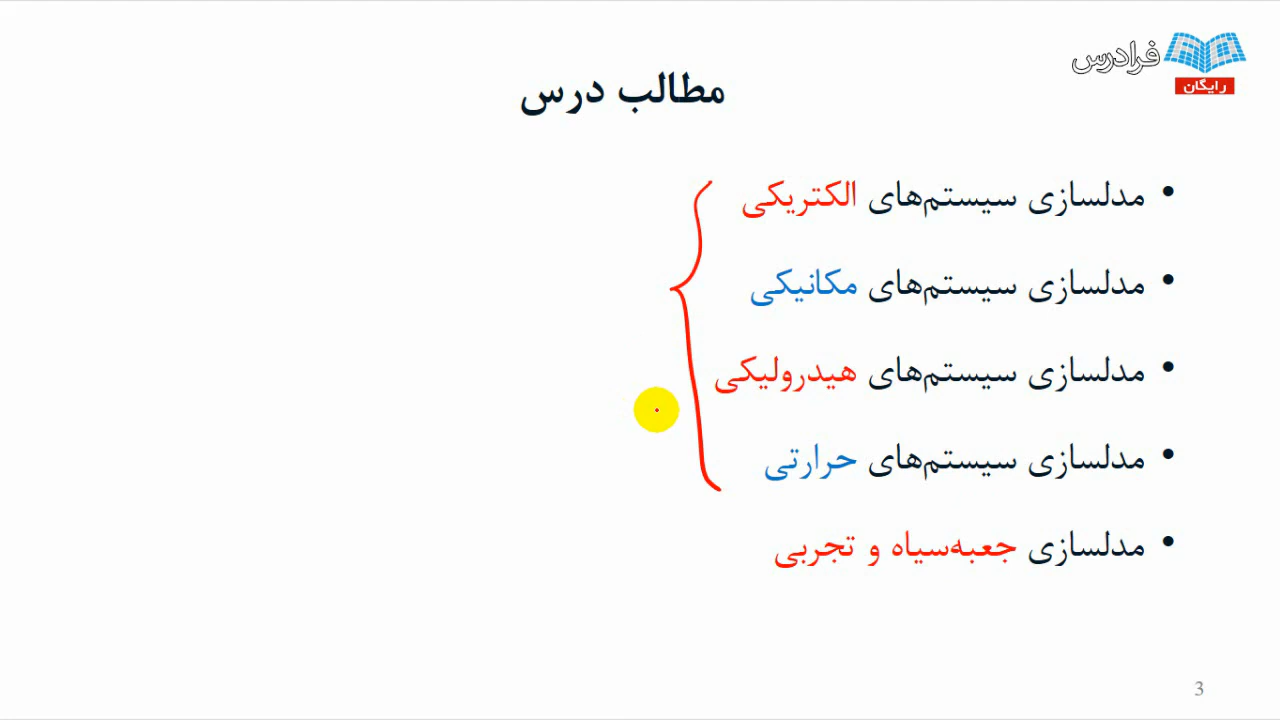 فرادرس
رایگان
مطالب درس
• مدلسازی سیستم‌های الکتریکی
• مدلسازی سیستم‌های مکانیکی
• مدلسازی سیستم‌های هیدرولیکی
• مدلسازی سیستم‌های حرارتی
• مدلسازی جعبه‌سیاه و تجربی
3